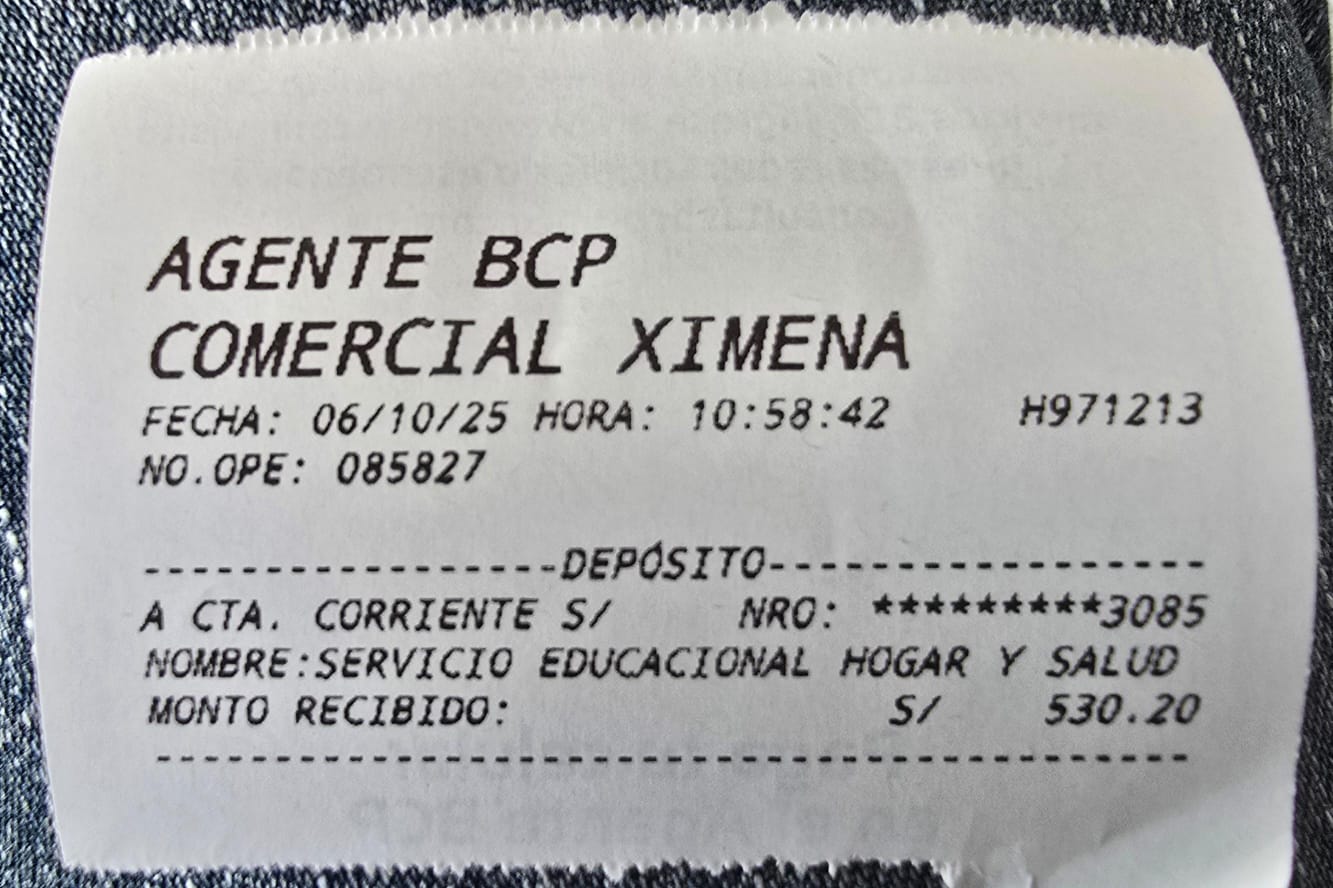 AGENTE BCP
COMERCIAL XIMENA
FECHA: 06/10/25 HORA: 10:58:42 H971213
NO.OPE: 085827
-----------------DEPÓSITO------------------
A CTA. CORRIENTE S/ NRO: *********3085
NOMBRE:SERVICIO EDUCACIONAL HOGAR Y SALUD
MONTO RECIBIDO: S/ 530.20
-------------------------------------------